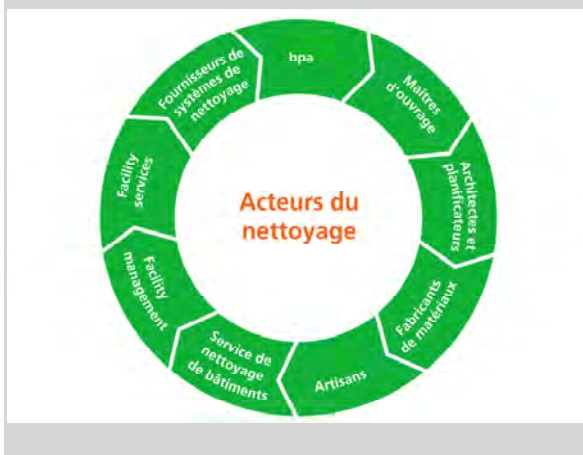 bpa
Maîtres
d'ouvrage
Architectes et
planificateurs
Fabricants
de matériaux
Artisans
Service de
nettoyage
de bâtiments
Facility
management
Facility
services
Fournisseurs de
systèmes de
nettoyage
Acteurs du
nettoyage